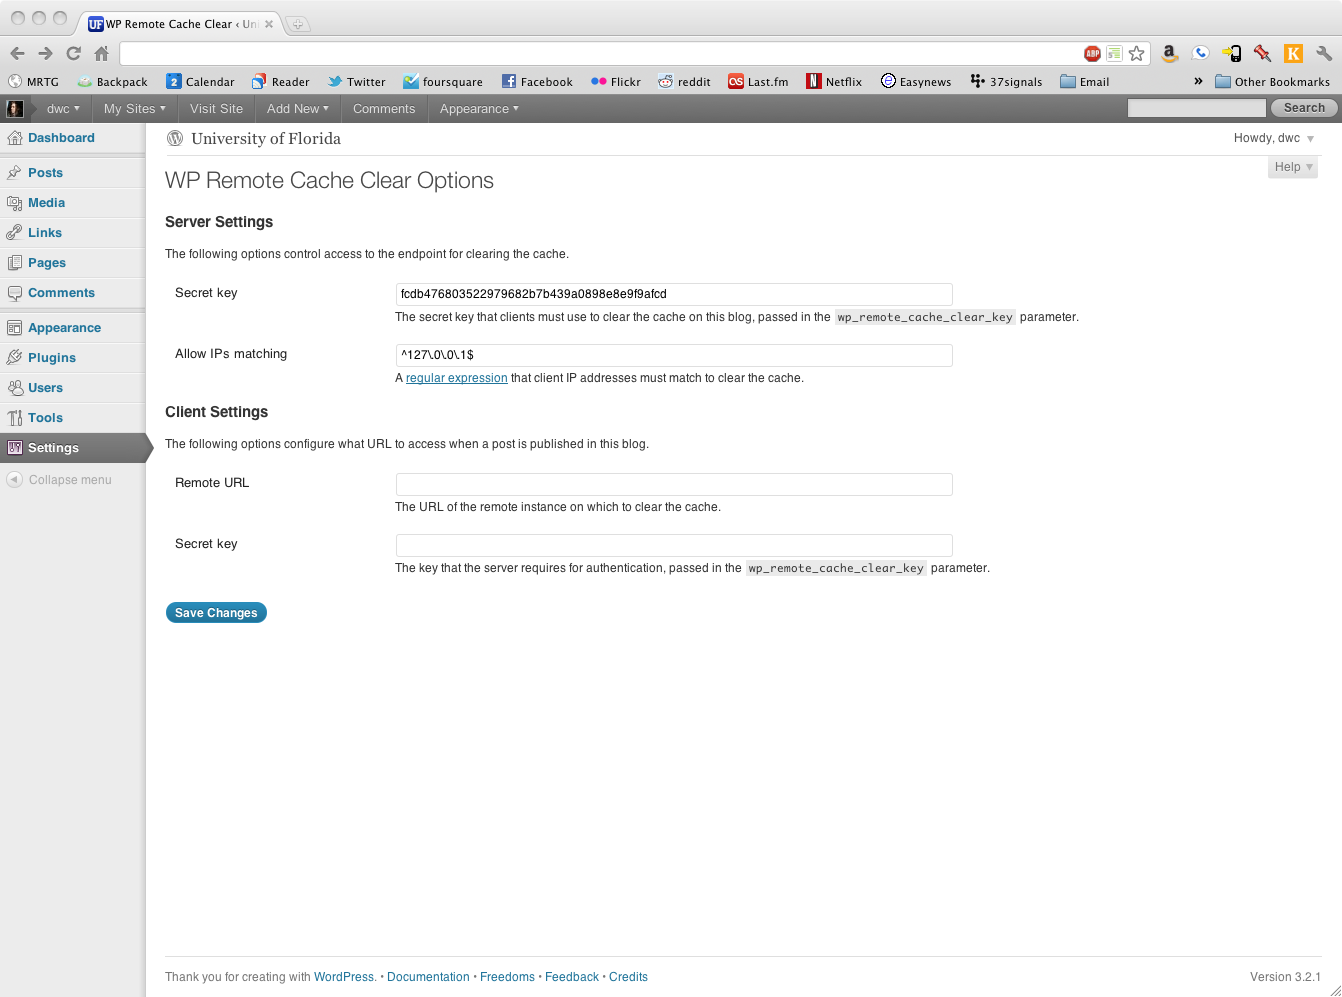 UF WP Remote Cache Clear ‹ Uni
ABP
a
K
MRTG Backpack 2 Calendar Reader Twitter foursquare Facebook Flickr reddit Last.fm Netflix Easynews 37signals Email » Other Bookmarks
dwc My Sites Visit Site Add New Comments Appearance Search
Dashboard
Posts
Media
Links
Pages
Comments
Appearance
Plugins
Users
Tools
Settings
Collapse menu
University of Florida Howdy, dwc
Help
WP Remote Cache Clear Options
Server Settings
The following options control access to the endpoint for clearing the cache.
Secret key fcdb476803522979682b7b439a0898e8e9f9afcd
The secret key that clients must use to clear the cache on this blog, passed in the wp_remote_cache_clear_key parameter.
Allow IPs matching ^127\.0\.0\.1$
A regular expression that client IP addresses must match to clear the cache.
Client Settings
The following options configure what URL to access when a post is published in this blog.
Remote URL
The URL of the remote instance on which to clear the cache.
Secret key
The key that the server requires for authentication, passed in the wp_remote_cache_clear_key parameter.
Save Changes
Thank you for creating with WordPress. • Documentation • Freedoms • Feedback • Credits Version 3.2.1